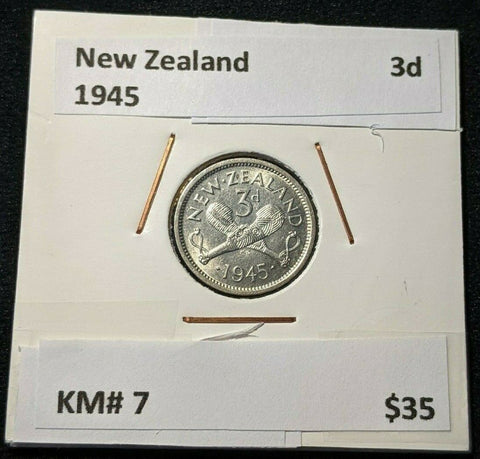 New Zealand 3d
1945
NEW·ZEALAND
3d
·1945·
KM# 7 $35